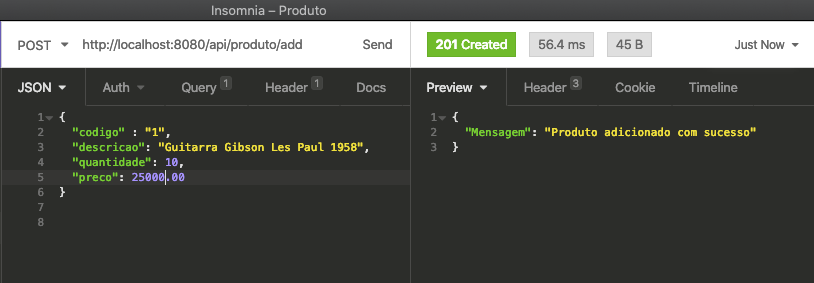 Insomnia – Produto
POST http://localhost:8080/api/produto/add Send
201 Created 56.4 ms 45 B Just Now
JSON Auth Query 1 Header 1 Docs
Preview Header 3 Cookie Timeline
1 {
2 "codigo" : "1",
3 "descricao": "Guitarra Gibson Les Paul 1958",
4 "quantidade": 10,
5 "preco": 25000.00
6 }
7
8
1 {
2 "Mensagem": "Produto adicionado com sucesso"
3 }